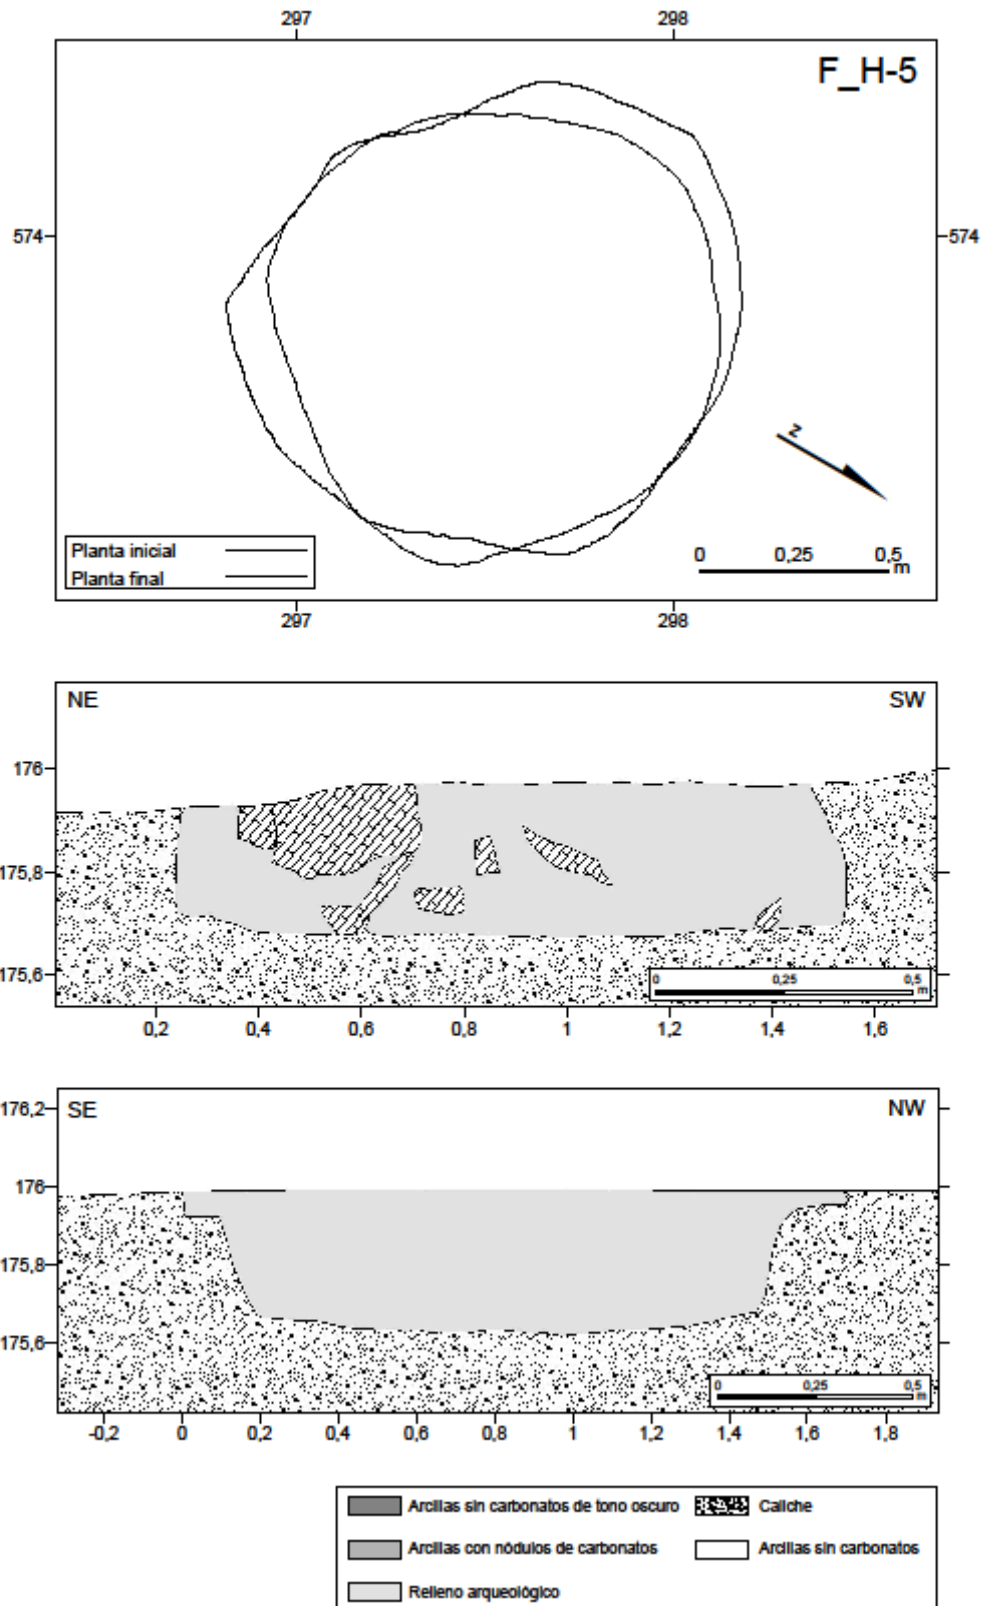 297 298
F_H-5
574 574
Planta inicial
Planta final
z
0 0,25 0,5
m
297 298
NE SW
176
175,8
175,6
0 0,25 0,5
m
0,2 0,4 0,6 0,8 1 1,2 1,4 1,6
176,2
SE NW
176
175,8
175,6
0 0,25 0,5
m
-0,2 0 0,2 0,4 0,6 0,8 1 1,2 1,4 1,6 1,8
Arcillas sin carbonatos de tono oscuro Caliche
Arcillas con nódulos de carbonatos Arcillas sin carbonatos
Relleno arqueológico